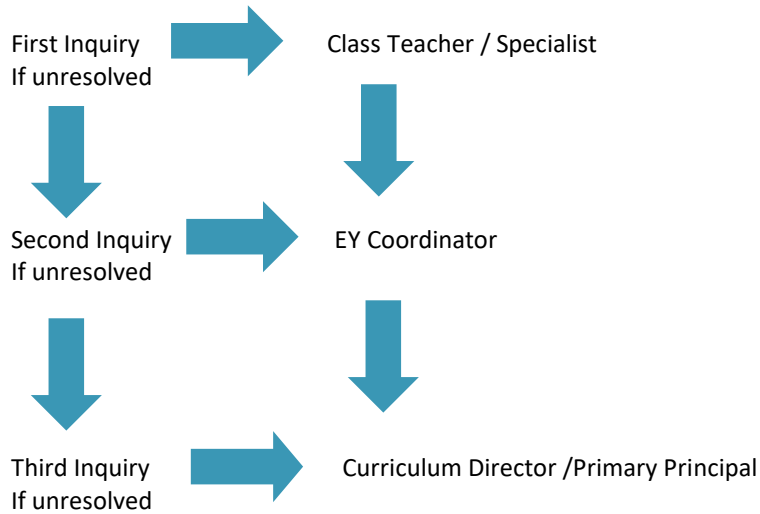 First Inquiry
Class Teacher / Specialist
If unresolved
Second Inquiry
EY Coordinator
If unresolved
Third Inquiry
Curriculum Director /Primary Principal
If unresolved